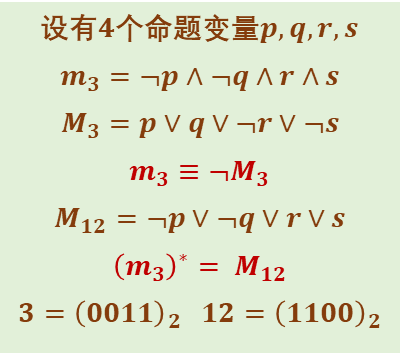 设有4个命题变量p, q, r, s
m₃ = ¬p ∧ ¬q ∧ r ∧ s
M₃ = p ∨ q ∨ ¬r ∨ ¬s
m₃ ≡ ¬M₃
M₁₂ = ¬p ∨ ¬q ∨ r ∨ s
(m₃)* = M₁₂
3 = (0011)₂ 12 = (1100)₂